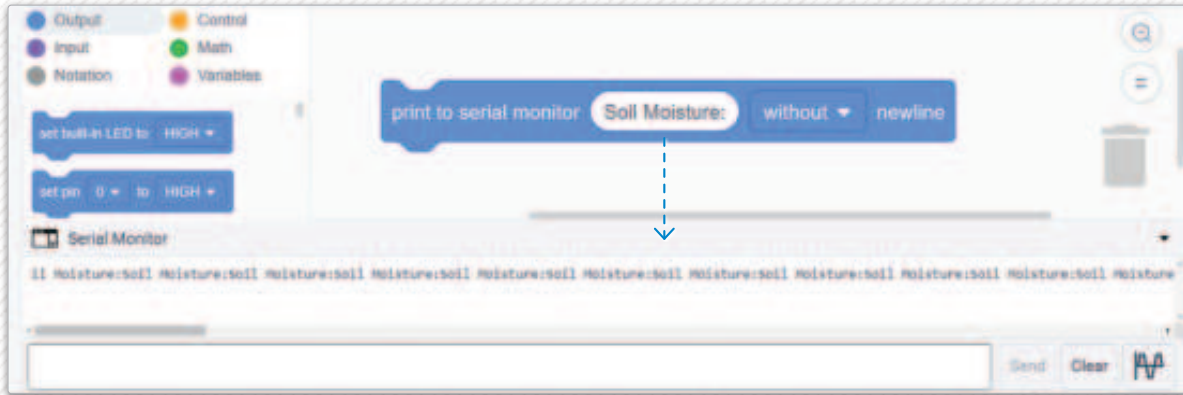 Output
Control
Input
Math
Notation
Variables
set built-in LED to HIGH
set pin 0 to HIGH
print to serial monitor Soil Moisture: without newline
Serial Monitor
il Moisture:Soil Moisture:Soil Moisture:Soil Moisture:Soil Moisture:Soil Moisture:Soil Moisture:Soil Moisture:Soil Moisture:Soil Moisture:Soil Moisture
Send
Clear